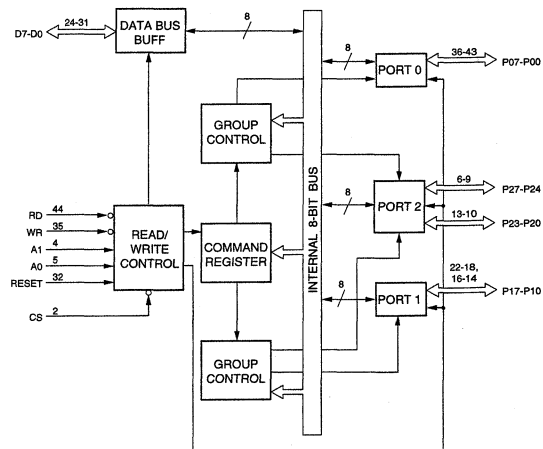 D7-D0
24-31
DATA BUS
BUFF
8
INTERNAL 8-BIT BUS
8
PORT 0
36-43
P07-P00
GROUP
CONTROL
RD
44
WR
35
A1
4
A0
5
RESET
32
CS
2
READ/
WRITE
CONTROL
COMMAND
REGISTER
8
PORT 2
6-9
P27-P24
13-10
P23-P20
8
PORT 1
22-18,
16-14
P17-P10
GROUP
CONTROL